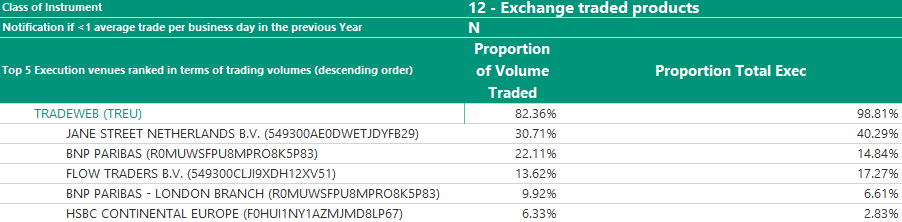 Class of Instrument 12 - Exchange traded products
Notification if <1 average trade per business day in the previous Year N
Top 5 Execution venues ranked in terms of trading volumes (descending order) Proportion of Volume Traded Proportion Total Exec
TRADEWEB (TREU) 82.36% 98.81%
JANE STREET NETHERLANDS B.V. (549300AE0DWETJDYFB29) 30.71% 40.29%
BNP PARIBAS (R0MUWSFPU8MPRO8K5P83) 22.11% 14.84%
FLOW TRADERS B.V. (549300CLJI9XDH12XV51) 13.62% 17.27%
BNP PARIBAS - LONDON BRANCH (R0MUWSFPU8MPRO8K5P83) 9.92% 6.61%
HSBC CONTINENTAL EUROPE (F0HUI1NY1AZMJMD8LP67) 6.33% 2.83%